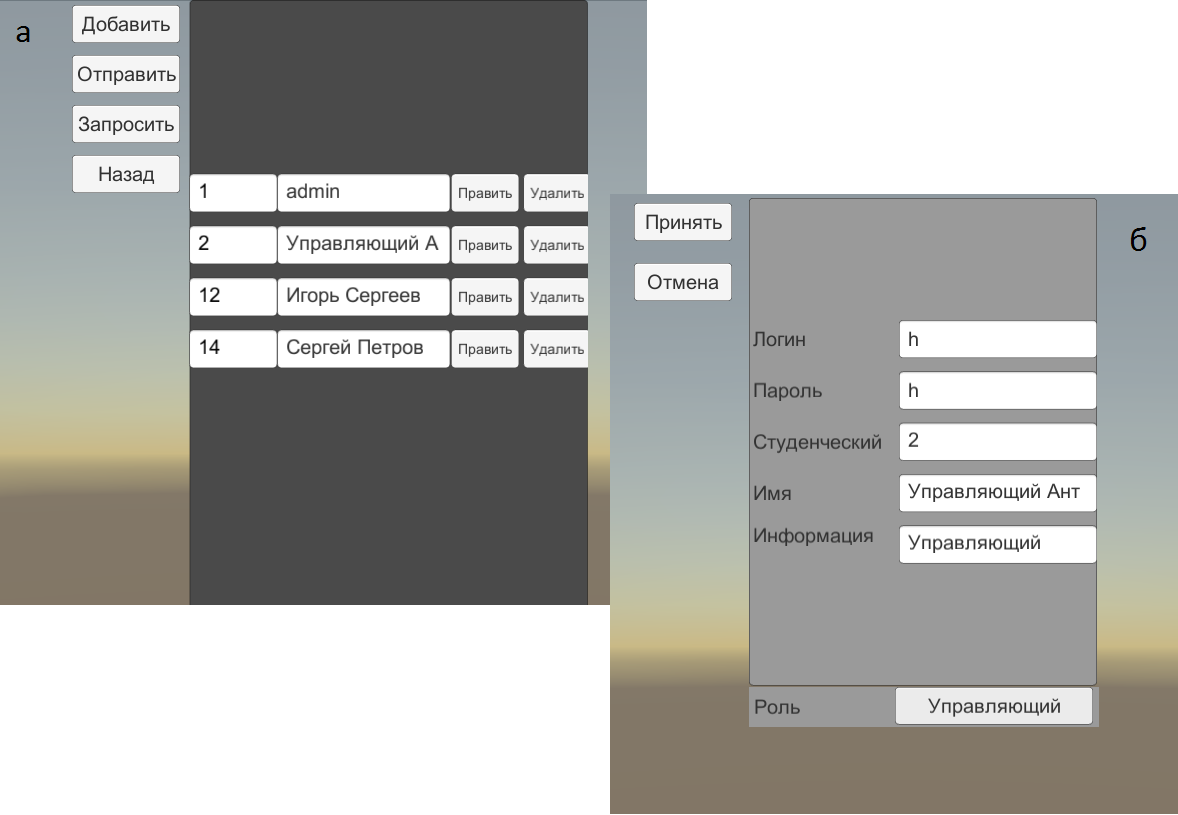 а
Добавить
Отправить
Запросить
Назад
1 admin Править Удалить
2 Управляющий А Править Удалить
12 Игорь Сергеев Править Удалить
14 Сергей Петров Править Удалить
б
Принять
Отмена
Логин h
Пароль h
Студенческий 2
Имя Управляющий Ант
Информация Управляющий
Роль Управляющий